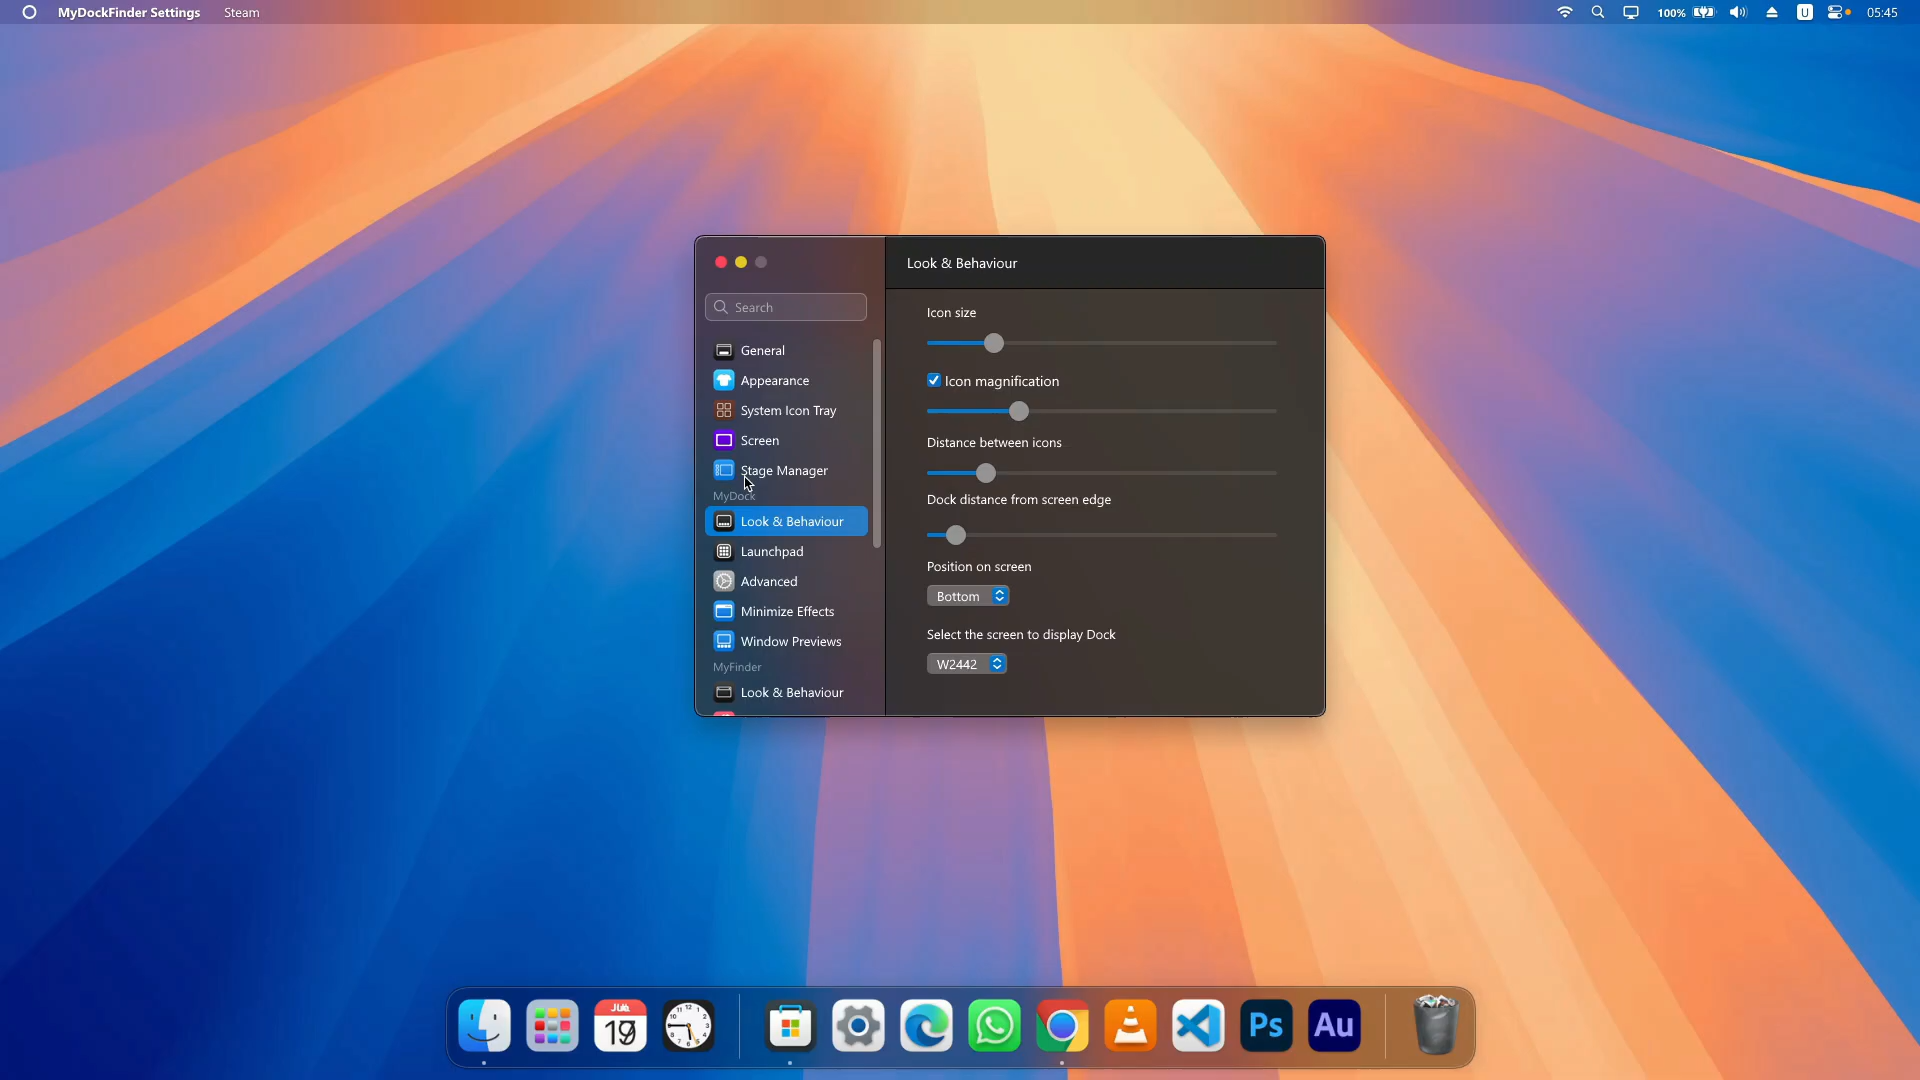 MyDockFinder Settings Steam
100% U 05:45
Look & Behaviour
Search
General
Appearance
System Icon Tray
Screen
Stage Manager
MyDock
Look & Behaviour
Launchpad
Advanced
Minimize Effects
Window Previews
MyFinder
Look & Behaviour
Icon size
Icon magnification
Distance between icons
Dock distance from screen edge
Position on screen
Bottom
Select the screen to display Dock
W2442
19
Ps Au